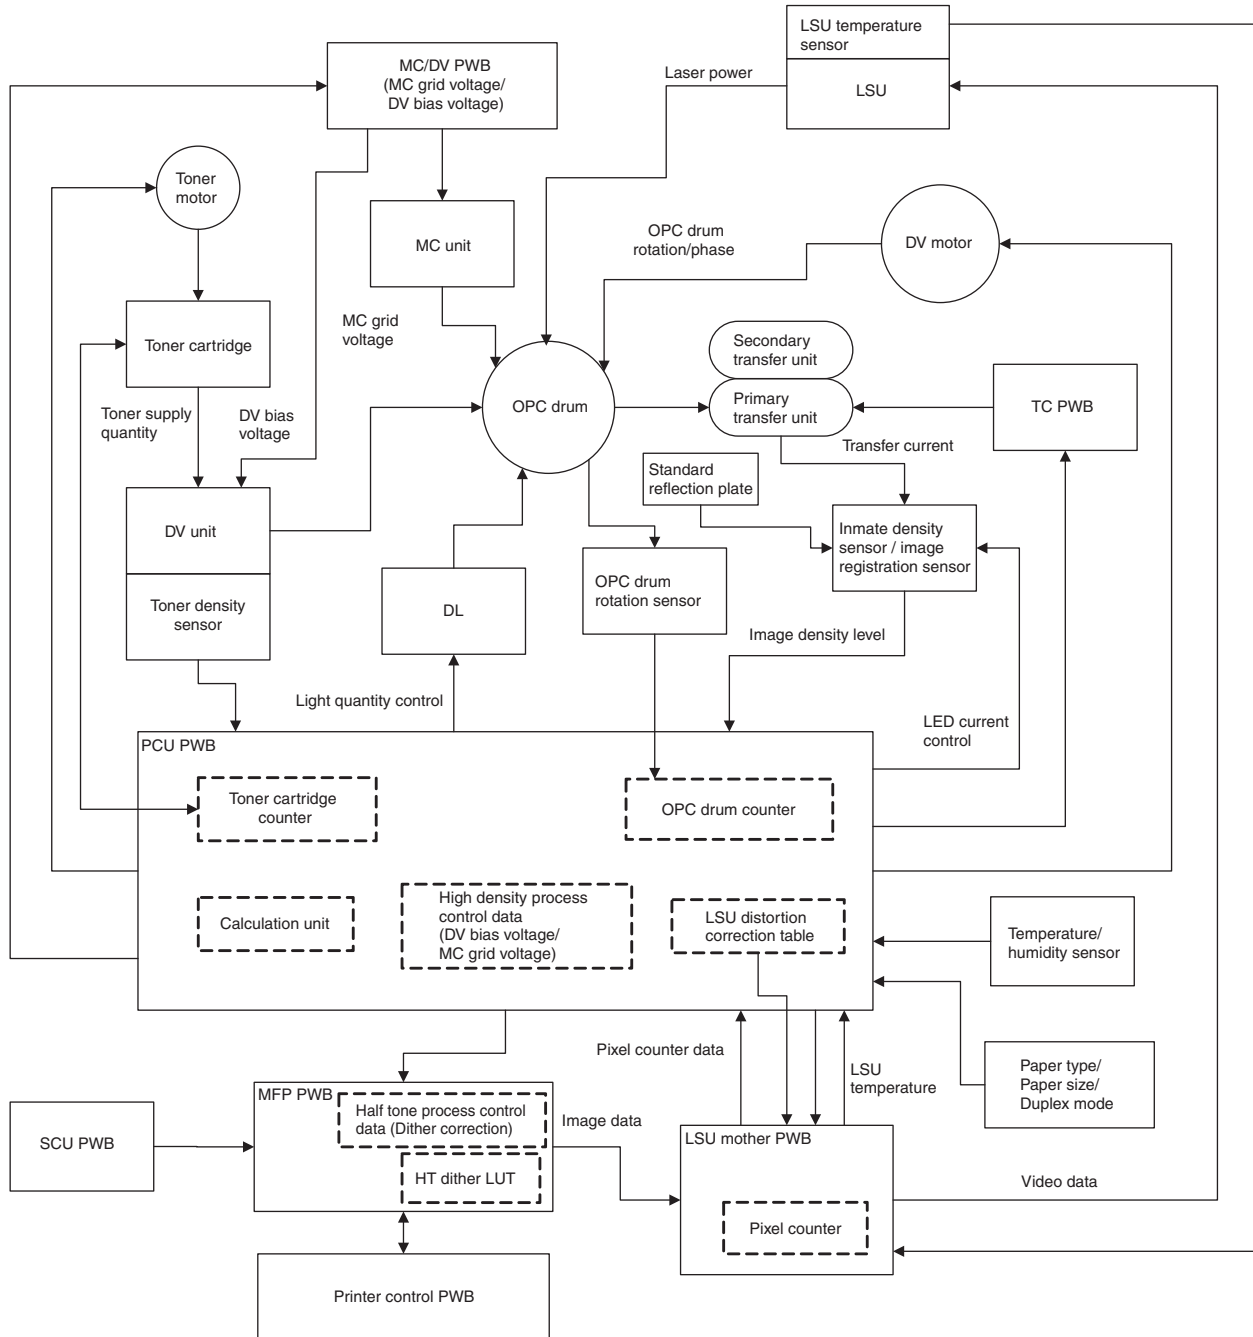 LSU temperature
sensor
MC/DV PWB
(MC grid voltage/
DV bias voltage)
Laser power
LSU
Toner
motor
MC unit
OPC drum
rotation/phase
DV motor
MC grid
voltage
Toner cartridge
Secondary
transfer unit
OPC drum
Primary
transfer unit
TC PWB
Toner supply
quantity
DV bias
voltage
Transfer current
Standard
reflection plate
DV unit
Inmate density
sensor / image
registration sensor
OPC drum
rotation sensor
Toner density
sensor
DL
Image density level
Light quantity control
LED current
control
PCU PWB
Toner cartridge
counter
OPC drum counter
High density process
control data
(DV bias voltage/
MC grid voltage)
Calculation unit
LSU distortion
correction table
Temperature/
humidity sensor
Pixel counter data
LSU
temperature
Paper type/
Paper size/
Duplex mode
MFP PWB
Half tone process control
data (Dither correction)
Image data
SCU PWB
LSU mother PWB
HT dither LUT
Video data
Pixel counter
Printer control PWB